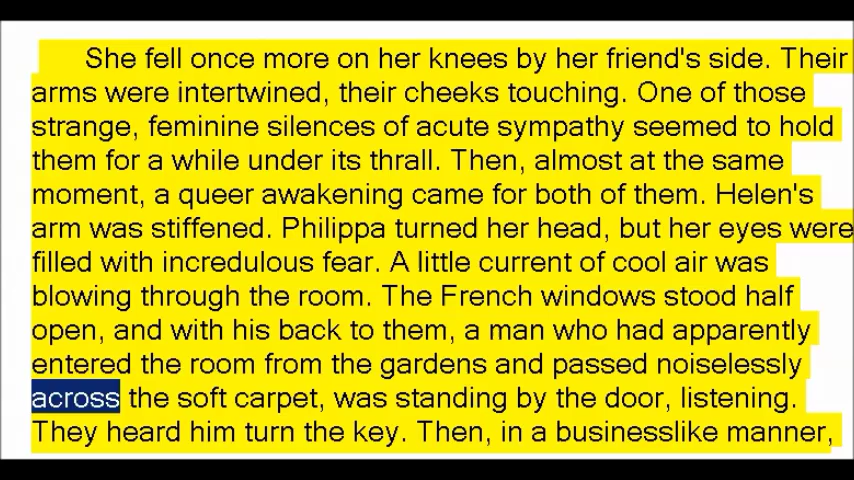 She fell once more on her knees by her friend's side. Their
arms were intertwined, their cheeks touching. One of those
strange, feminine silences of acute sympathy seemed to hold
them for a while under its thrall. Then, almost at the same
moment, a queer awakening came for both of them. Helen's
arm was stiffened. Philippa turned her head, but her eyes were
filled with incredulous fear. A little current of cool air was
blowing through the room. The French windows stood half
open, and with his back to them, a man who had apparently
entered the room from the gardens and passed noiselessly
across the soft carpet, was standing by the door, listening.
They heard him turn the key. Then, in a businesslike manner,